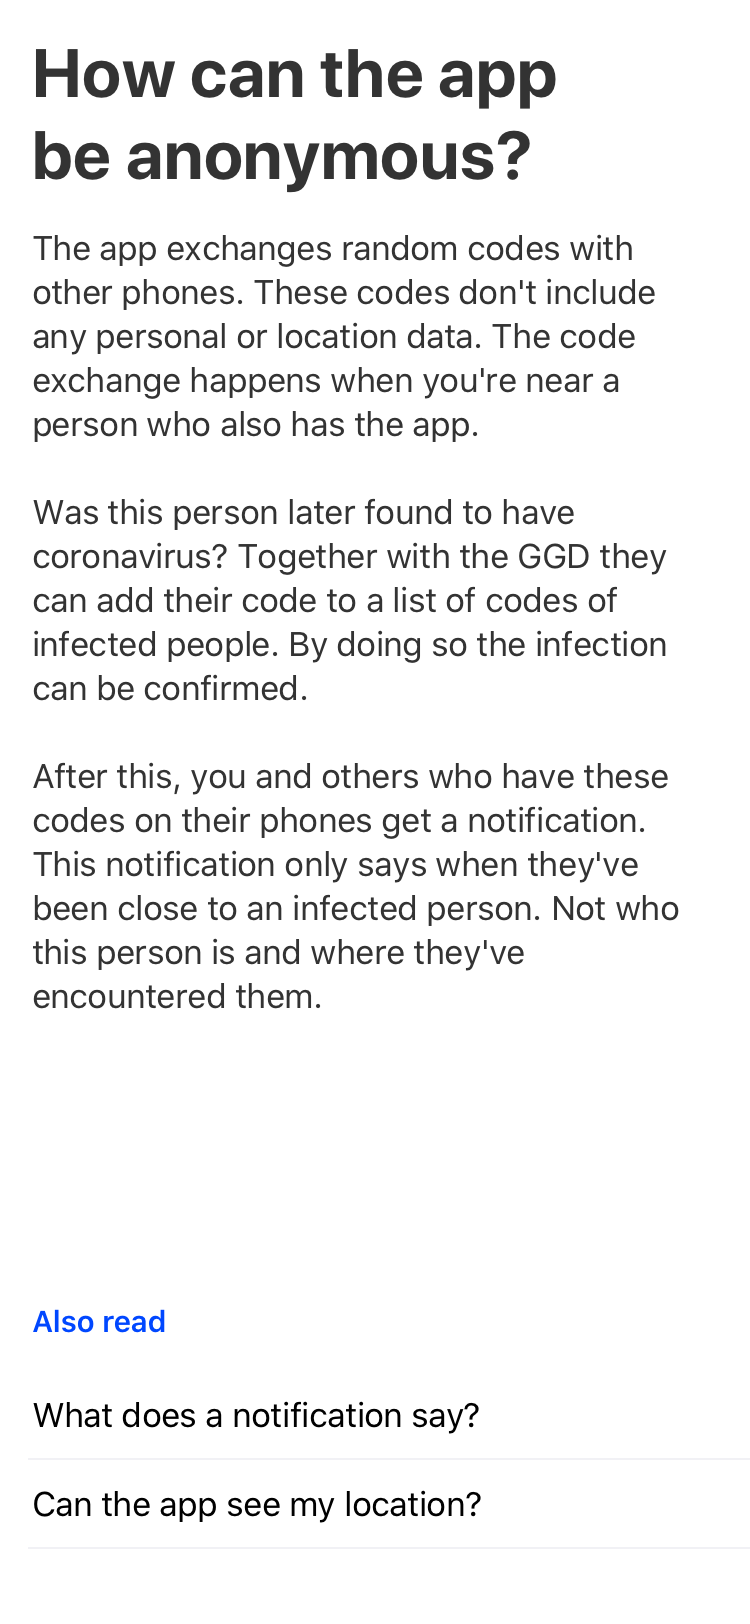 How can the app
be anonymous?
The app exchanges random codes with
other phones. These codes don't include
any personal or location data. The code
exchange happens when you're near a
person who also has the app.
Was this person later found to have
coronavirus? Together with the GGD they
can add their code to a list of codes of
infected people. By doing so the infection
can be confirmed.
After this, you and others who have these
codes on their phones get a notification.
This notification only says when they've
been close to an infected person. Not who
this person is and where they've
encountered them.
Also read
What does a notification say?
Can the app see my location?